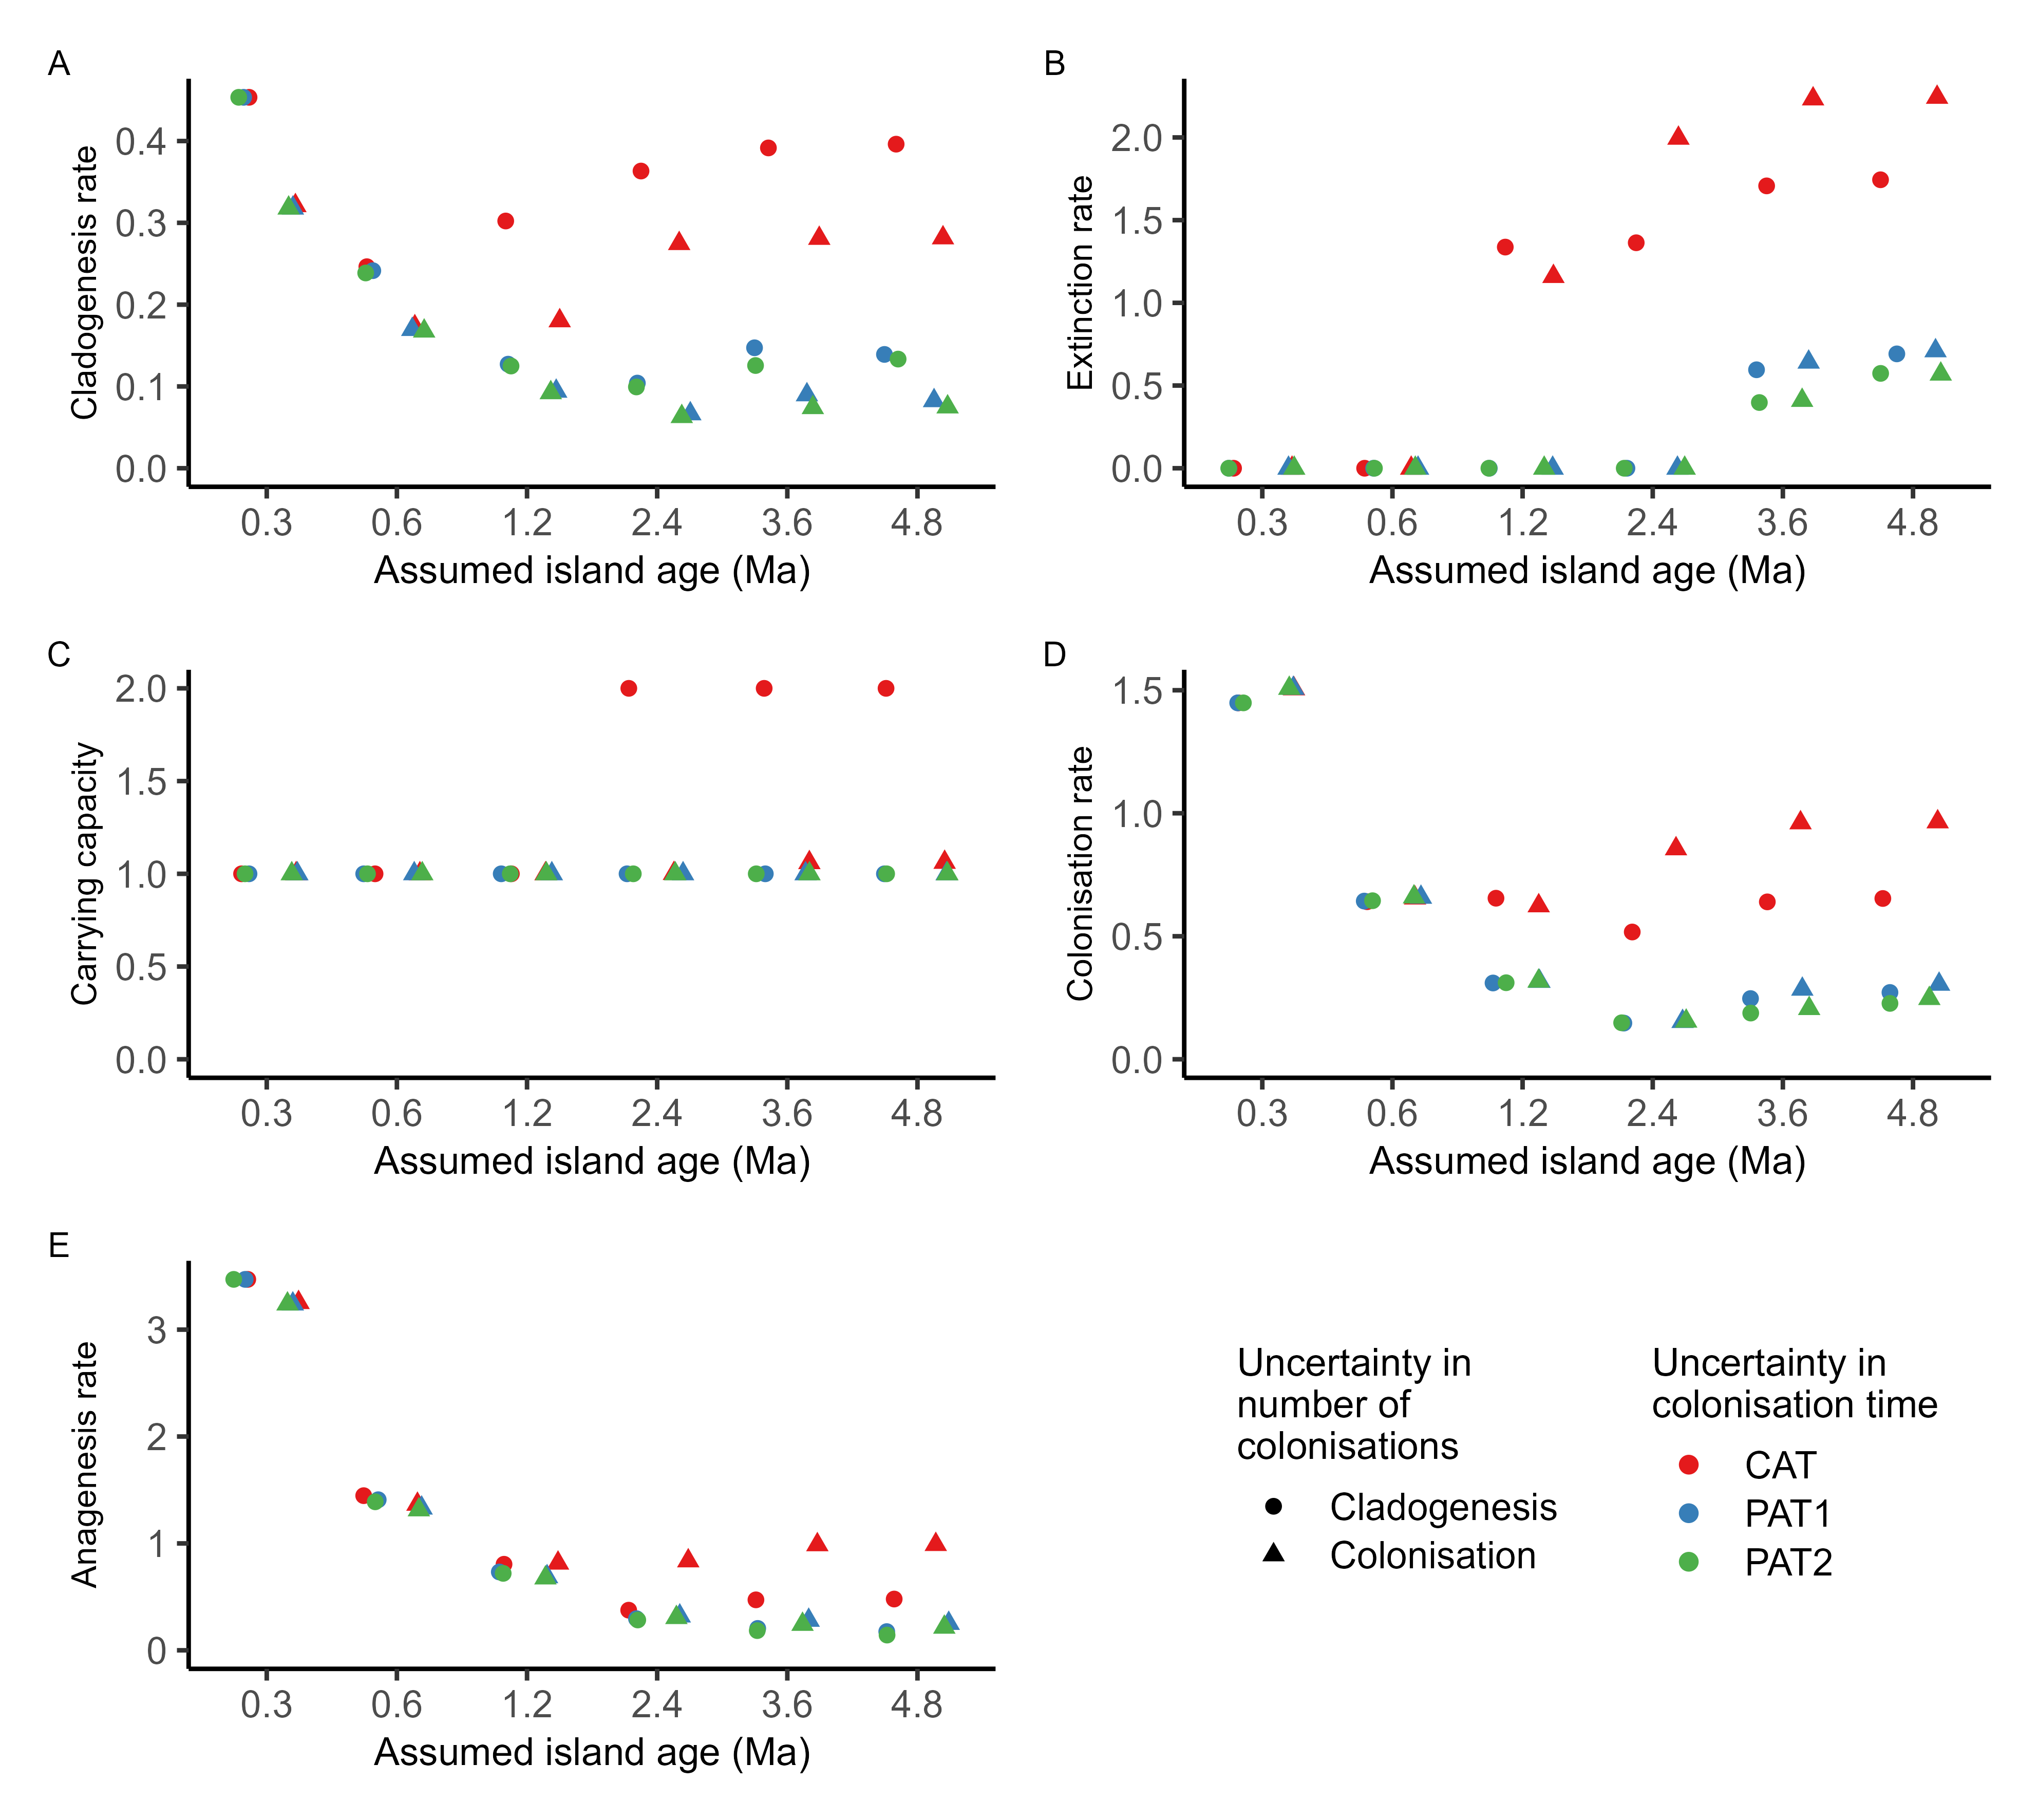 A
Cladogenesis rate
0.4
0.3
0.2
0.1
0.0
0.3 0.6 1.2 2.4 3.6 4.8
Assumed island age (Ma)
B
Extinction rate
2.0
1.5
1.0
0.5
0.0
0.3 0.6 1.2 2.4 3.6 4.8
Assumed island age (Ma)
C
Carrying capacity
2.0
1.5
1.0
0.5
0.0
0.3 0.6 1.2 2.4 3.6 4.8
Assumed island age (Ma)
D
Colonisation rate
1.5
1.0
0.5
0.0
0.3 0.6 1.2 2.4 3.6 4.8
Assumed island age (Ma)
E
Anagenesis rate
3
2
1
0
0.3 0.6 1.2 2.4 3.6 4.8
Assumed island age (Ma)
Uncertainty in
number of
colonisations
Cladogenesis
Colonisation
Uncertainty in
colonisation time
CAT
PAT1
PAT2